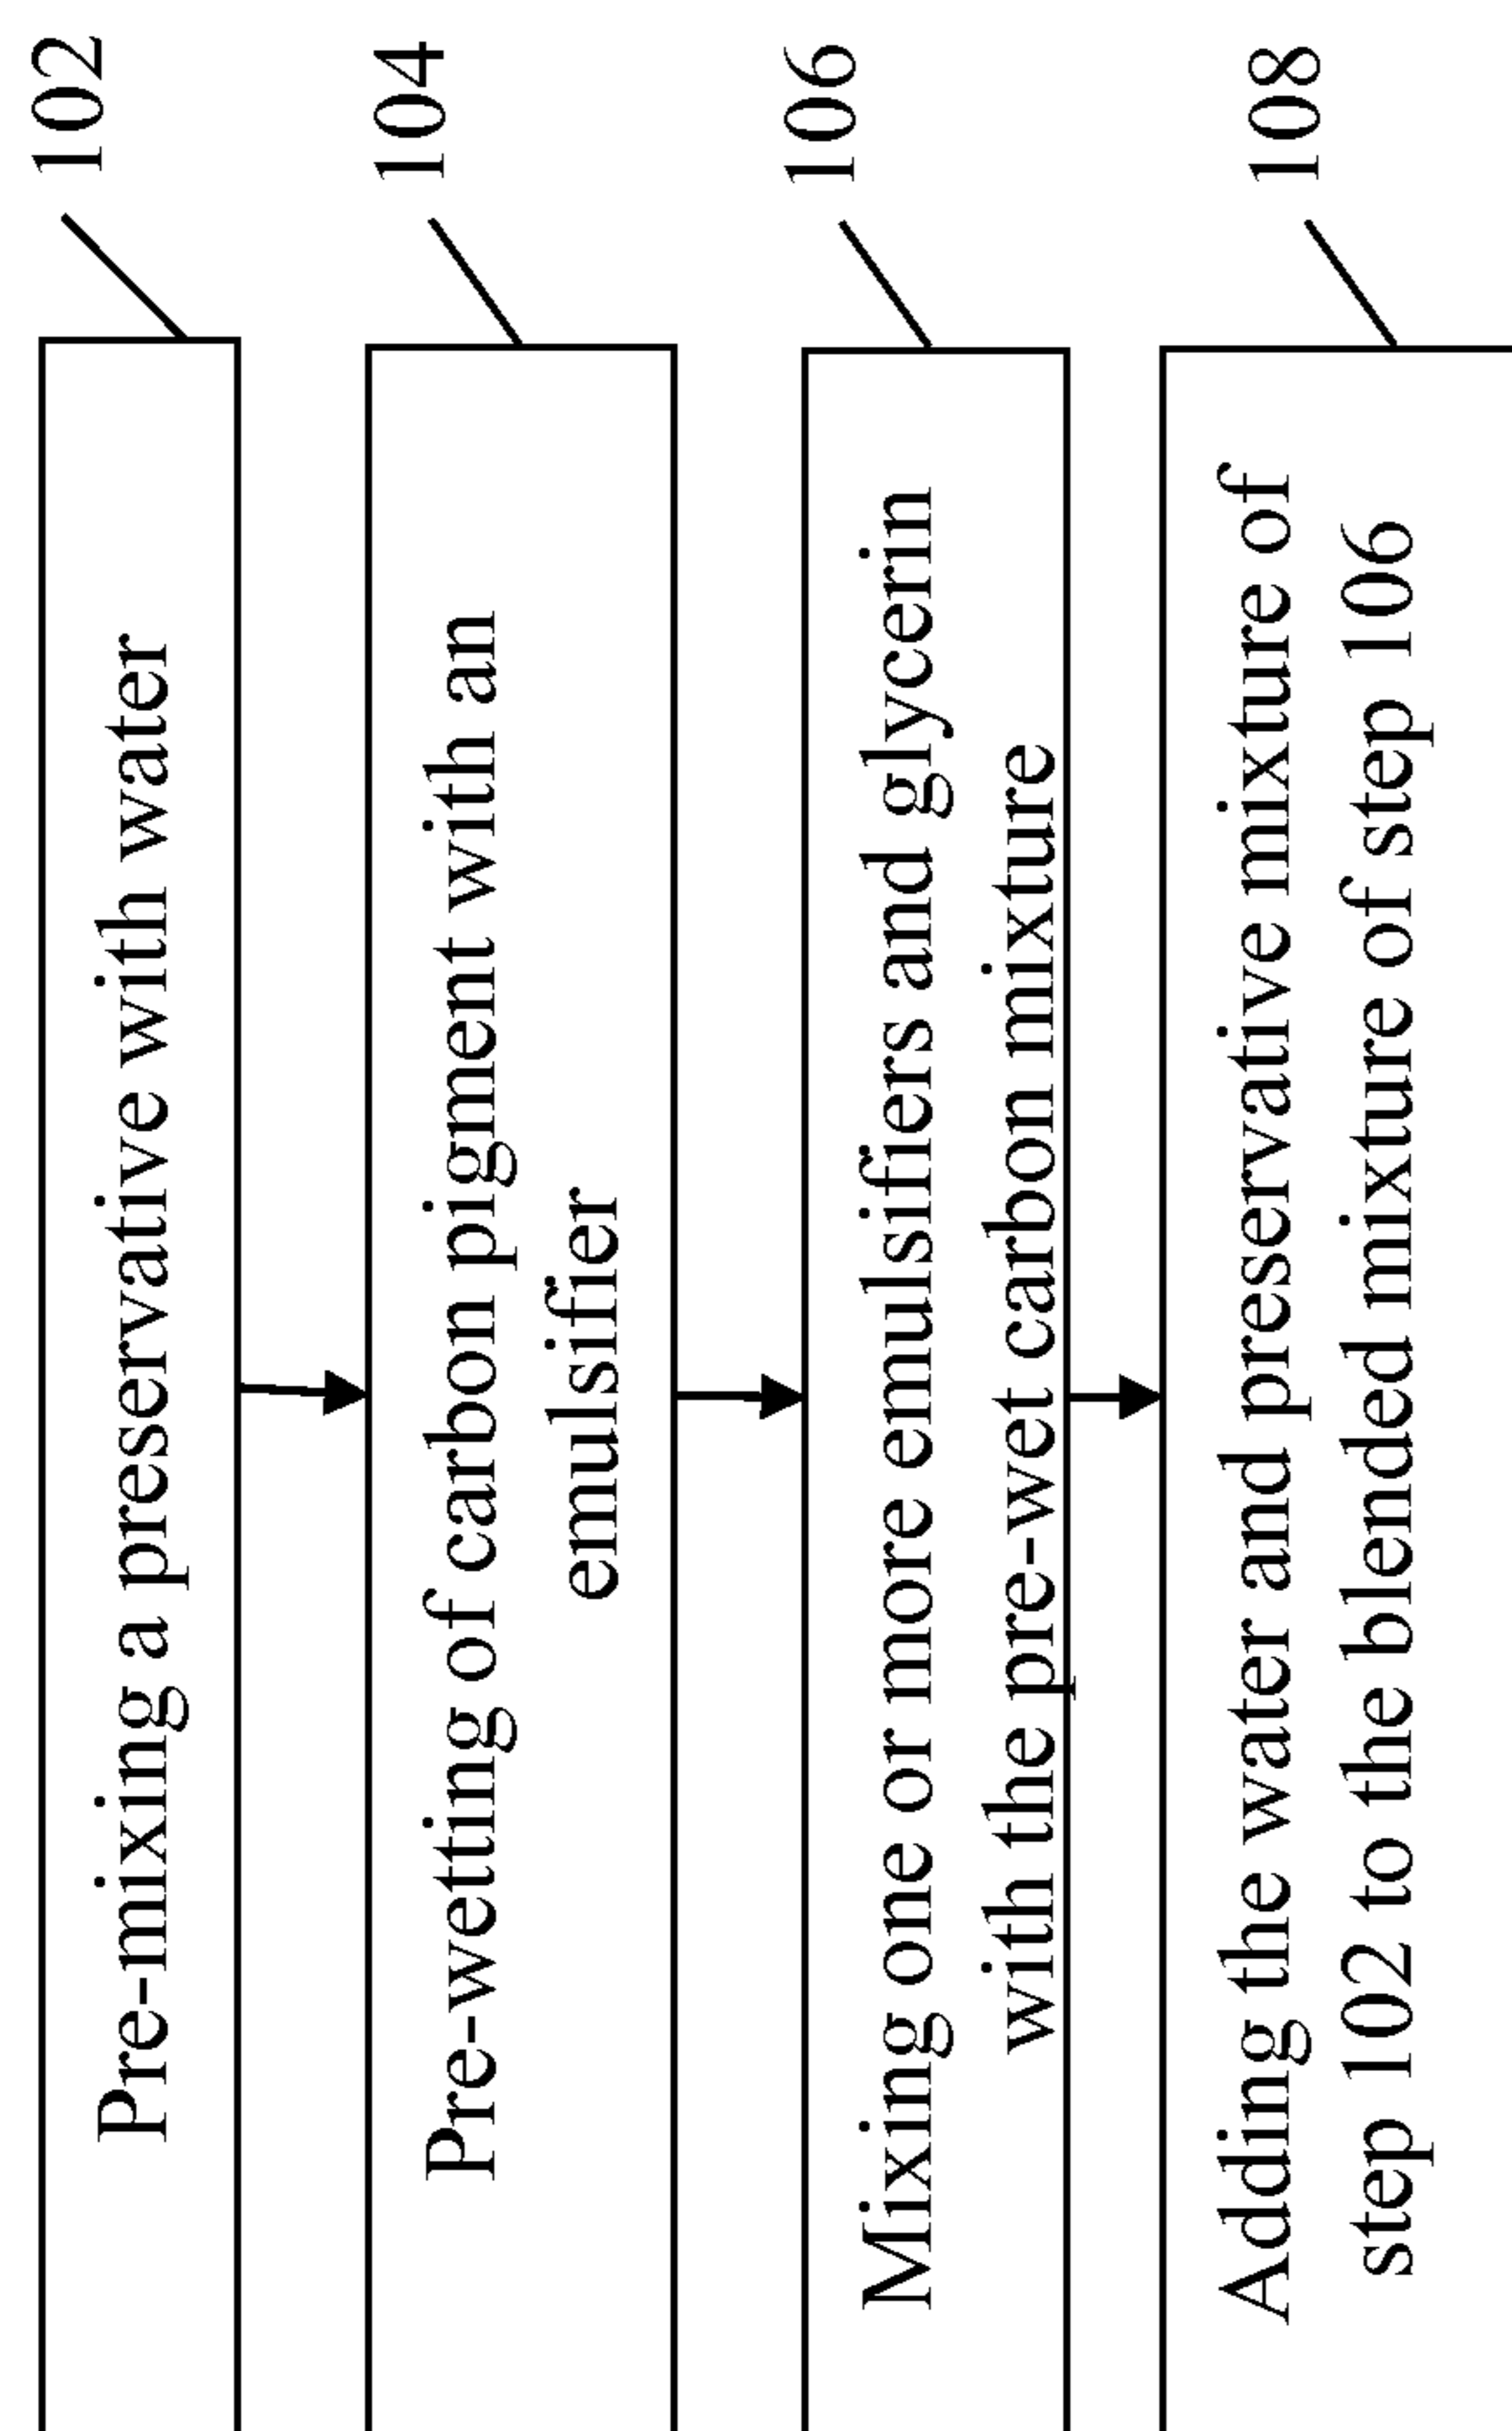 Pre-mixing a preservative with water
102
Pre-wetting of carbon pigment with an
emulsifier
104
Mixing one or more emulsifiers and glycerin
with the pre-wet carbon mixture
106
Adding the water and preservative mixture of
step 102 to the blended mixture of step 106
108